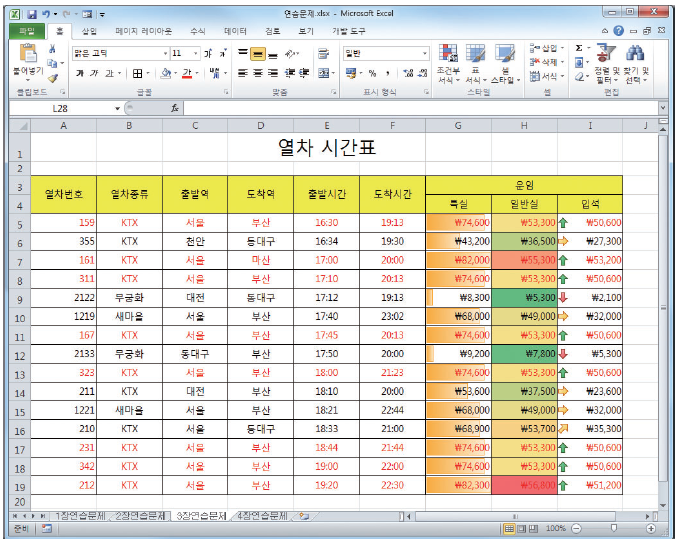 연습문제.xlsx - Microsoft Excel
파일 홈 삽입 페이지 레이아웃 수식 데이터 검토 보기 개발 도구
붙여넣기 맑은 고딕 11 가 가 가 일반 조건부 서식 표 서식 셀 스타일 삽입 삭제 서식 정렬 및 필터 찾기 및 선택
클립보드 글꼴 맞춤 표시 형식 스타일 셀 편집
L28 fx
A B C D E F G H I J
1 열차 시간표
2
3 열차번호 열차종류 출발역 도착역 출발시간 도착시간 운임
4 특실 일반실 입석
5 159 KTX 서울 부산 16:30 19:13 ₩74,600 ₩53,300 ₩50,600
6 355 KTX 천안 동대구 16:34 19:30 ₩43,200 ₩36,500 ₩27,300
7 161 KTX 서울 마산 17:00 20:00 ₩82,000 ₩55,300 ₩53,200
8 311 KTX 서울 부산 17:10 20:13 ₩74,600 ₩53,300 ₩50,600
9 2122 무궁화 대전 동대구 17:12 19:13 ₩8,300 ₩5,300 ₩2,100
10 1219 새마을 서울 부산 17:40 23:02 ₩68,000 ₩49,000 ₩32,000
11 167 KTX 서울 부산 17:45 20:13 ₩74,600 ₩53,300 ₩50,600
12 2133 무궁화 동대구 부산 17:50 20:00 ₩9,200 ₩7,800 ₩5,300
13 323 KTX 서울 부산 18:00 21:23 ₩74,600 ₩53,300 ₩50,600
14 211 KTX 대전 부산 18:10 20:00 ₩53,600 ₩37,500 ₩23,600
15 1221 새마을 서울 부산 18:21 22:44 ₩68,000 ₩49,000 ₩32,000
16 210 KTX 서울 동대구 18:33 21:00 ₩68,900 ₩53,700 ₩35,300
17 231 KTX 서울 부산 18:44 21:44 ₩74,600 ₩53,300 ₩50,600
18 342 KTX 서울 부산 19:00 22:00 ₩74,600 ₩53,300 ₩50,600
19 212 KTX 서울 부산 19:20 22:30 ₩82,300 ₩56,800 ₩51,200
20
1장연습문제 2장연습문제 3장연습문제 4장연습문제
준비 100%